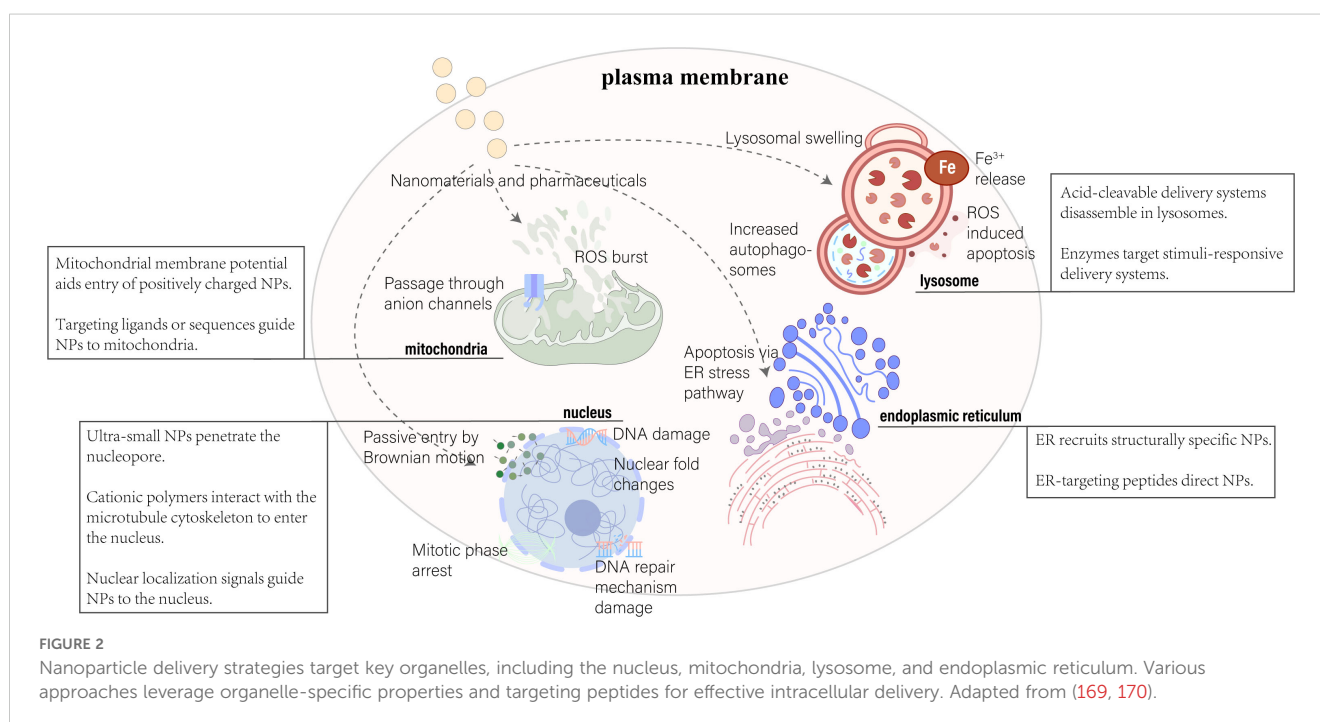 plasma membrane
Nanomaterials and pharmaceuticals
Lysosomal swelling
Fe
Fe³⁺
release
ROS
induced
apoptosis
Increased
autophago-
somes
lysosome
Acid-cleavable delivery systems
disassemble in lysosomes.
Enzymes target stimuli-responsive
delivery systems.
Mitochondrial membrane potential
aids entry of positively charged NPs.
Targeting ligands or sequences guide
NPs to mitochondria.
ROS burst
Passage through
anion channels
mitochondria
Apoptosis via
ER stress
pathway
endoplasmic reticulum
ER recruits structurally specific NPs.
ER-targeting peptides direct NPs.
nucleus
Ultra-small NPs penetrate the
nucleopore.
Cationic polymers interact with the
microtubule cytoskeleton to enter
the nucleus.
Nuclear localization signals guide
NPs to the nucleus.
Passive entry by
Brownian motion
DNA damage
Nuclear fold
changes
Mitotic phase
arrest
DNA repair
mechanism
damage
FIGURE 2
Nanoparticle delivery strategies target key organelles, including the nucleus, mitochondria, lysosome, and endoplasmic reticulum. Various
approaches leverage organelle-specific properties and targeting peptides for effective intracellular delivery. Adapted from (169, 170).